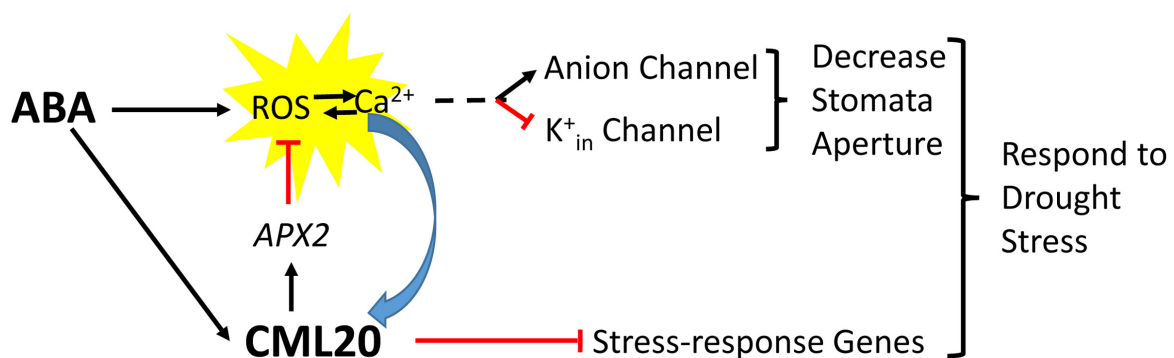 ABA
ROS
Ca²⁺
Anion Channel
K⁺in Channel
Decrease
Stomata
Aperture
Respond to
Drought
Stress
APX2
CML20
Stress-response Genes